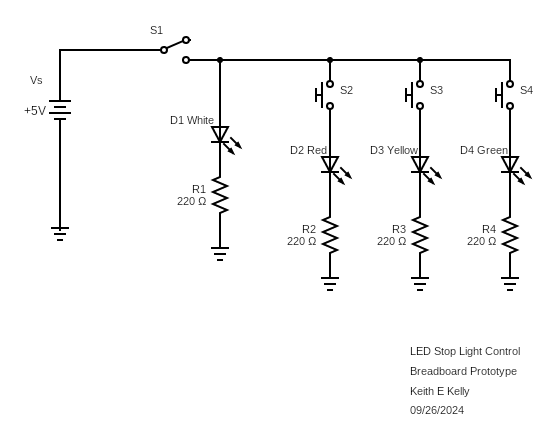 S1
Vs
+5V
D1 White
R1
220 Ω
S2
D2 Red
R2
220 Ω
S3
D3 Yellow
R3
220 Ω
S4
D4 Green
R4
220 Ω
LED Stop Light Control
Breadboard Prototype
Keith E Kelly
09/26/2024